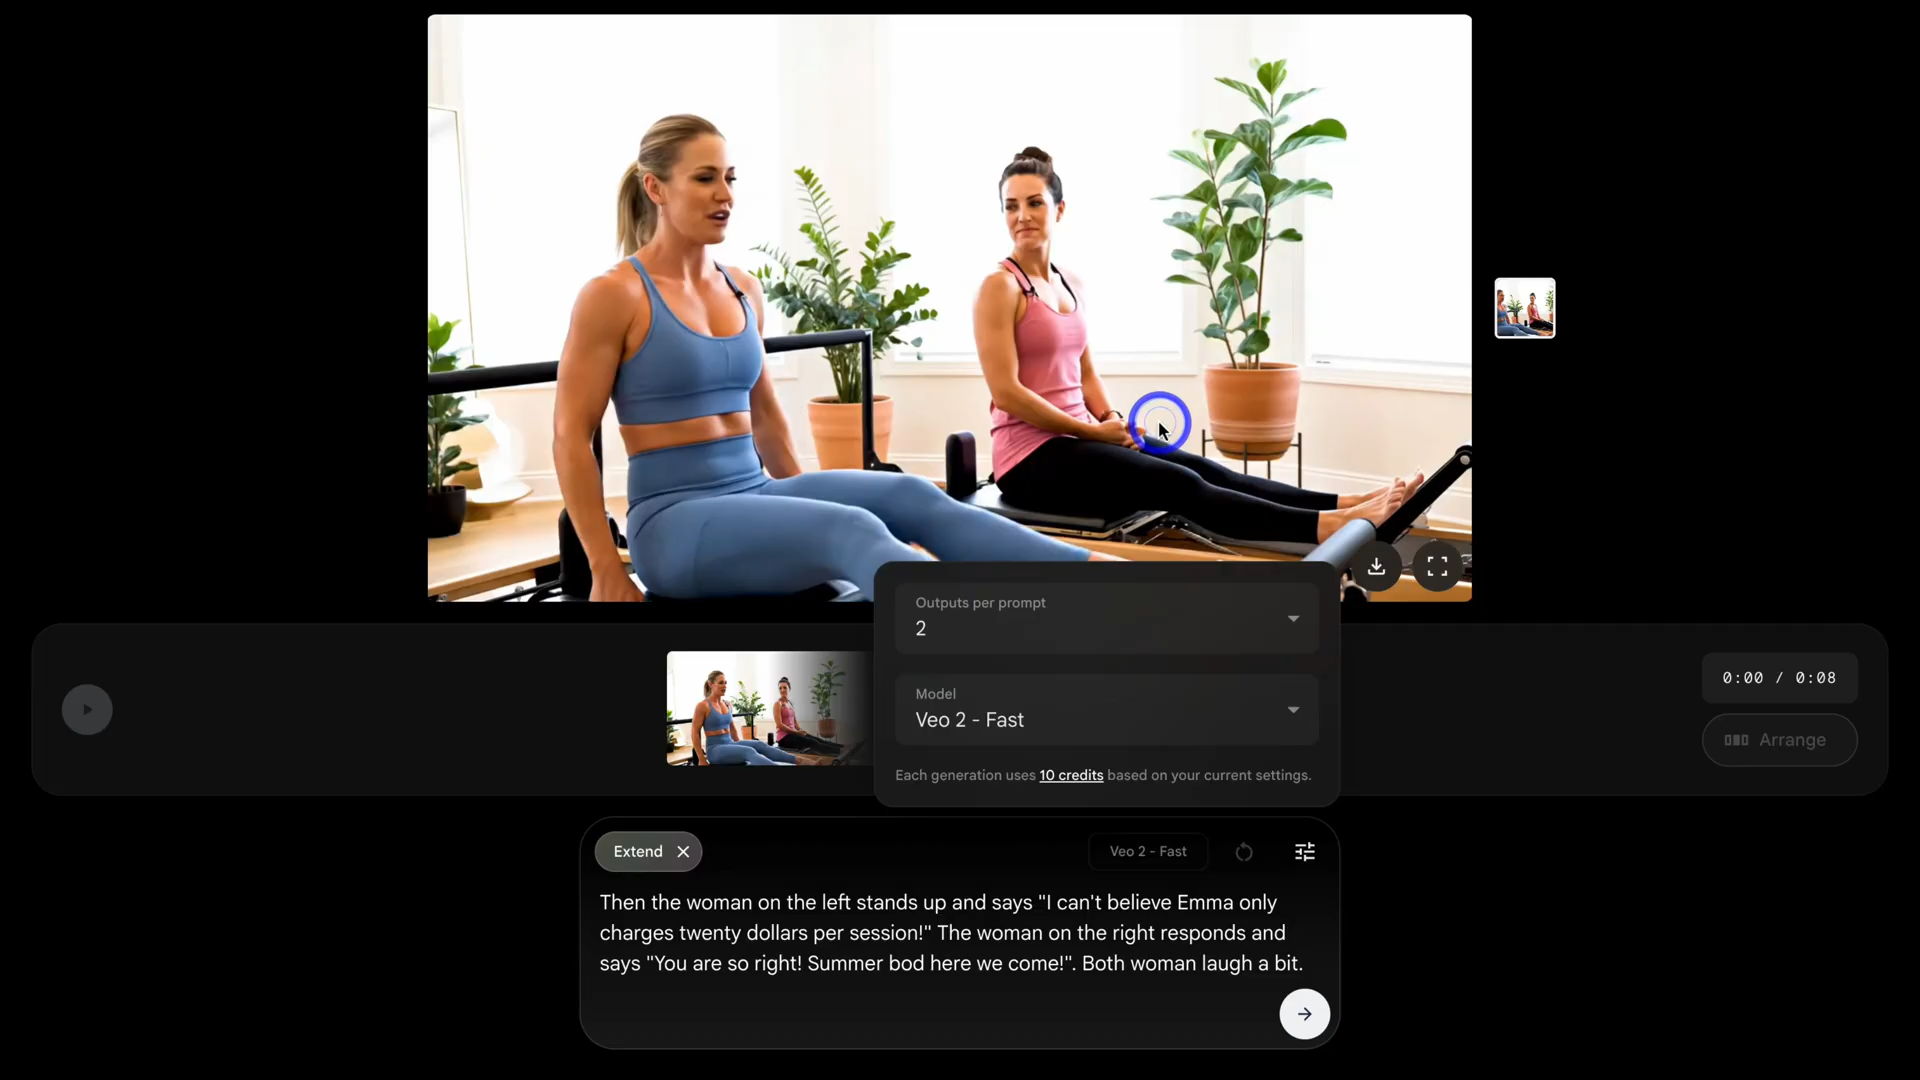 Outputs per prompt
2
Model
Veo 2 - Fast
Each generation uses 10 credits based on your current settings.
0:00 / 0:08
Arrange
Extend
Veo 2 - Fast
Then the woman on the left stands up and says "I can't believe Emma only
charges twenty dollars per session!" The woman on the right responds and
says "You are so right! Summer bod here we come!". Both woman laugh a bit.